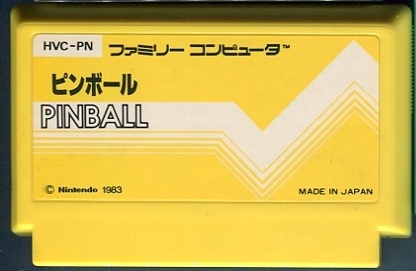 HVC-PN ファミリー コンピュータ™
ピンボール
PINBALL
© Nintendo 1983
MADE IN JAPAN